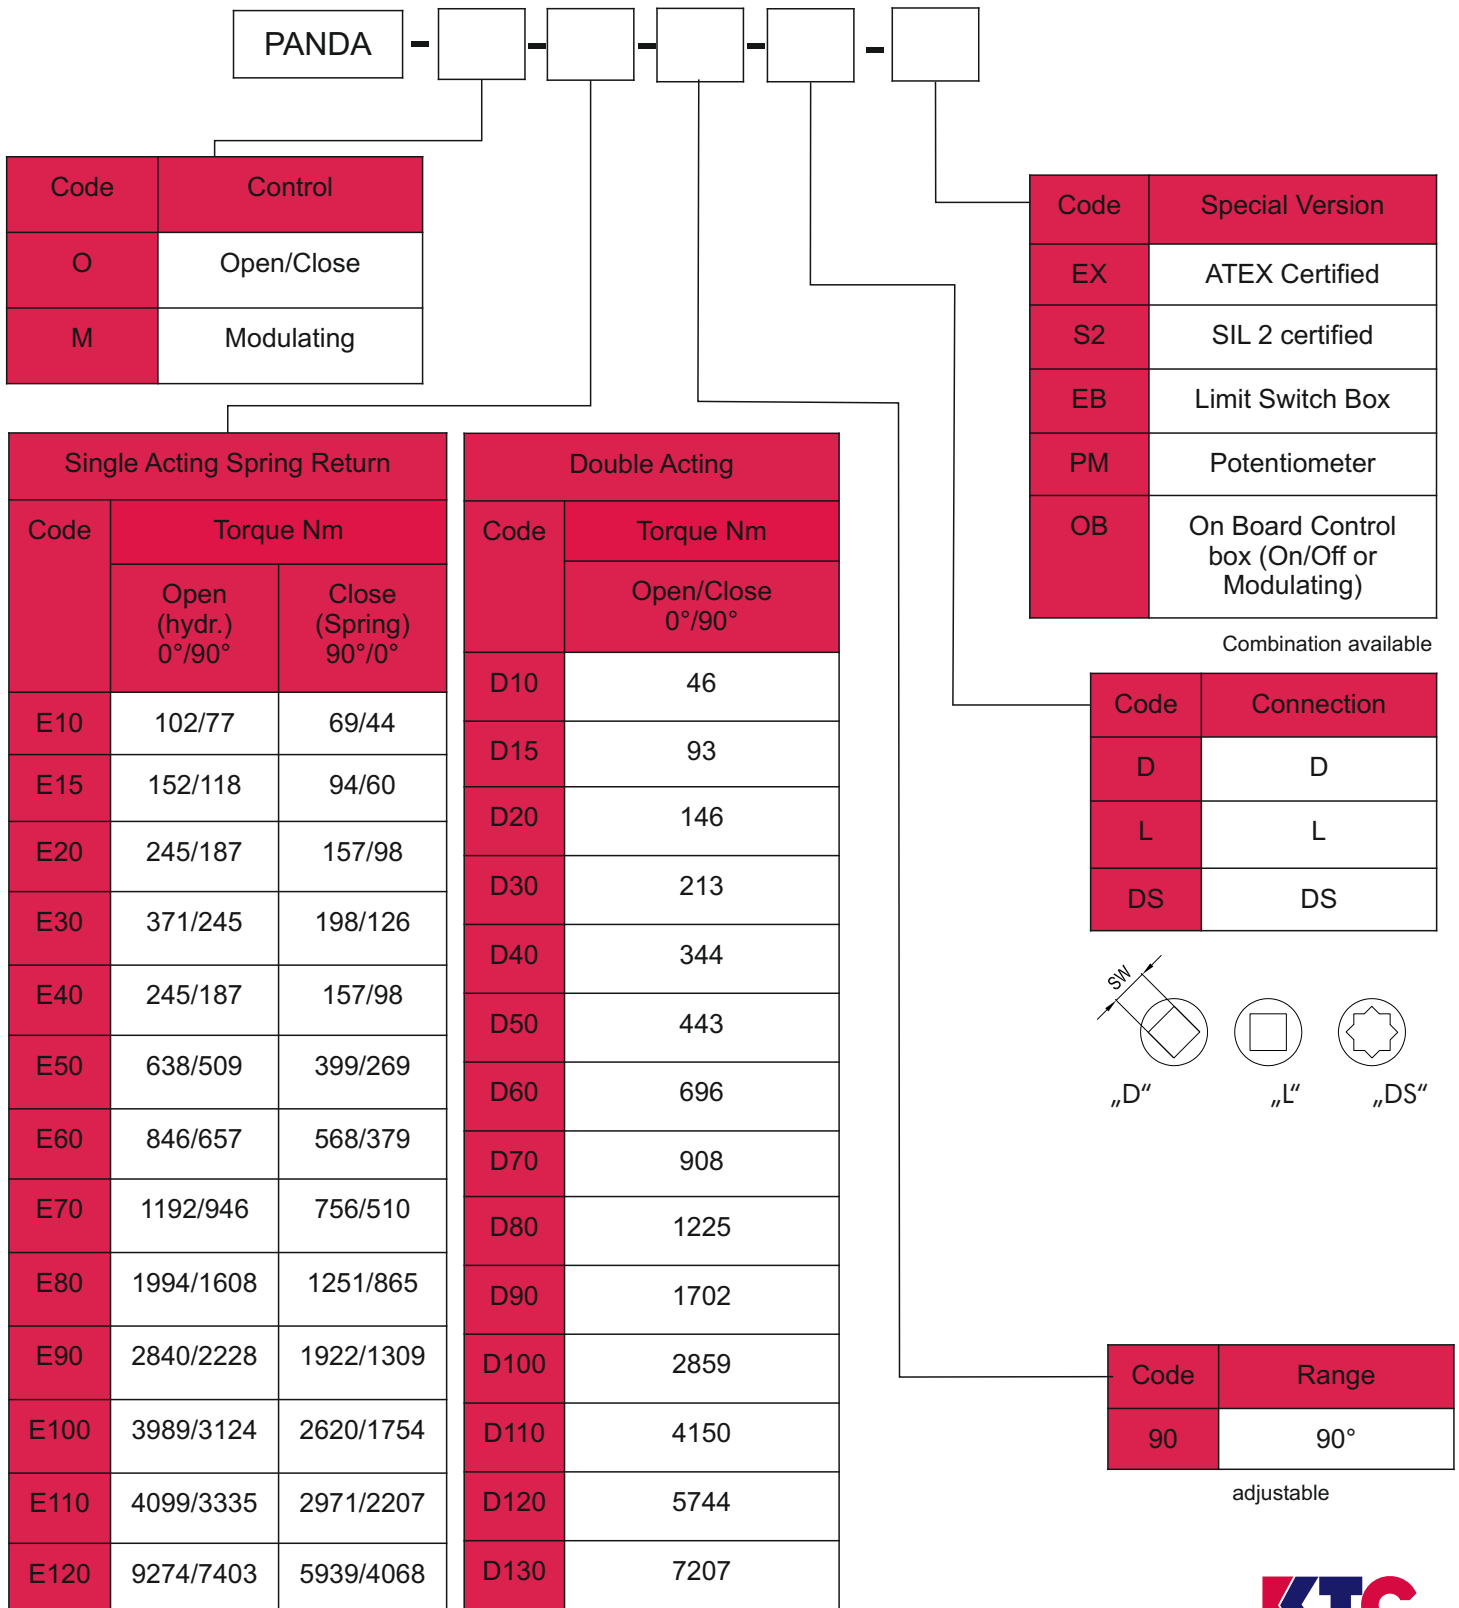 PANDA - - - - -
Code Control
O Open/Close
M Modulating
Code Special Version
EX ATEX Certified
S2 SIL 2 certified
EB Limit Switch Box
PM Potentiometer
OB On Board Control
box (On/Off or
Modulating)
Combination available
Single Acting Spring Return
Code Torque Nm
Open Close
(hydr.) (Spring)
0°/90° 90°/0°
E10 102/77 69/44
E15 152/118 94/60
E20 245/187 157/98
E30 371/245 198/126
E40 245/187 157/98
E50 638/509 399/269
E60 846/657 568/379
E70 1192/946 756/510
E80 1994/1608 1251/865
E90 2840/2228 1922/1309
E100 3989/3124 2620/1754
E110 4099/3335 2971/2207
E120 9274/7403 5939/4068
Double Acting
Code Torque Nm
Open/Close
0°/90°
D10 46
D15 93
D20 146
D30 213
D40 344
D50 443
D60 696
D70 908
D80 1225
D90 1702
D100 2859
D110 4150
D120 5744
D130 7207
Code Connection
D D
L L
DS DS
SW
„D“ „L“ „DS“
Code Range
90 90°
adjustable
KTC